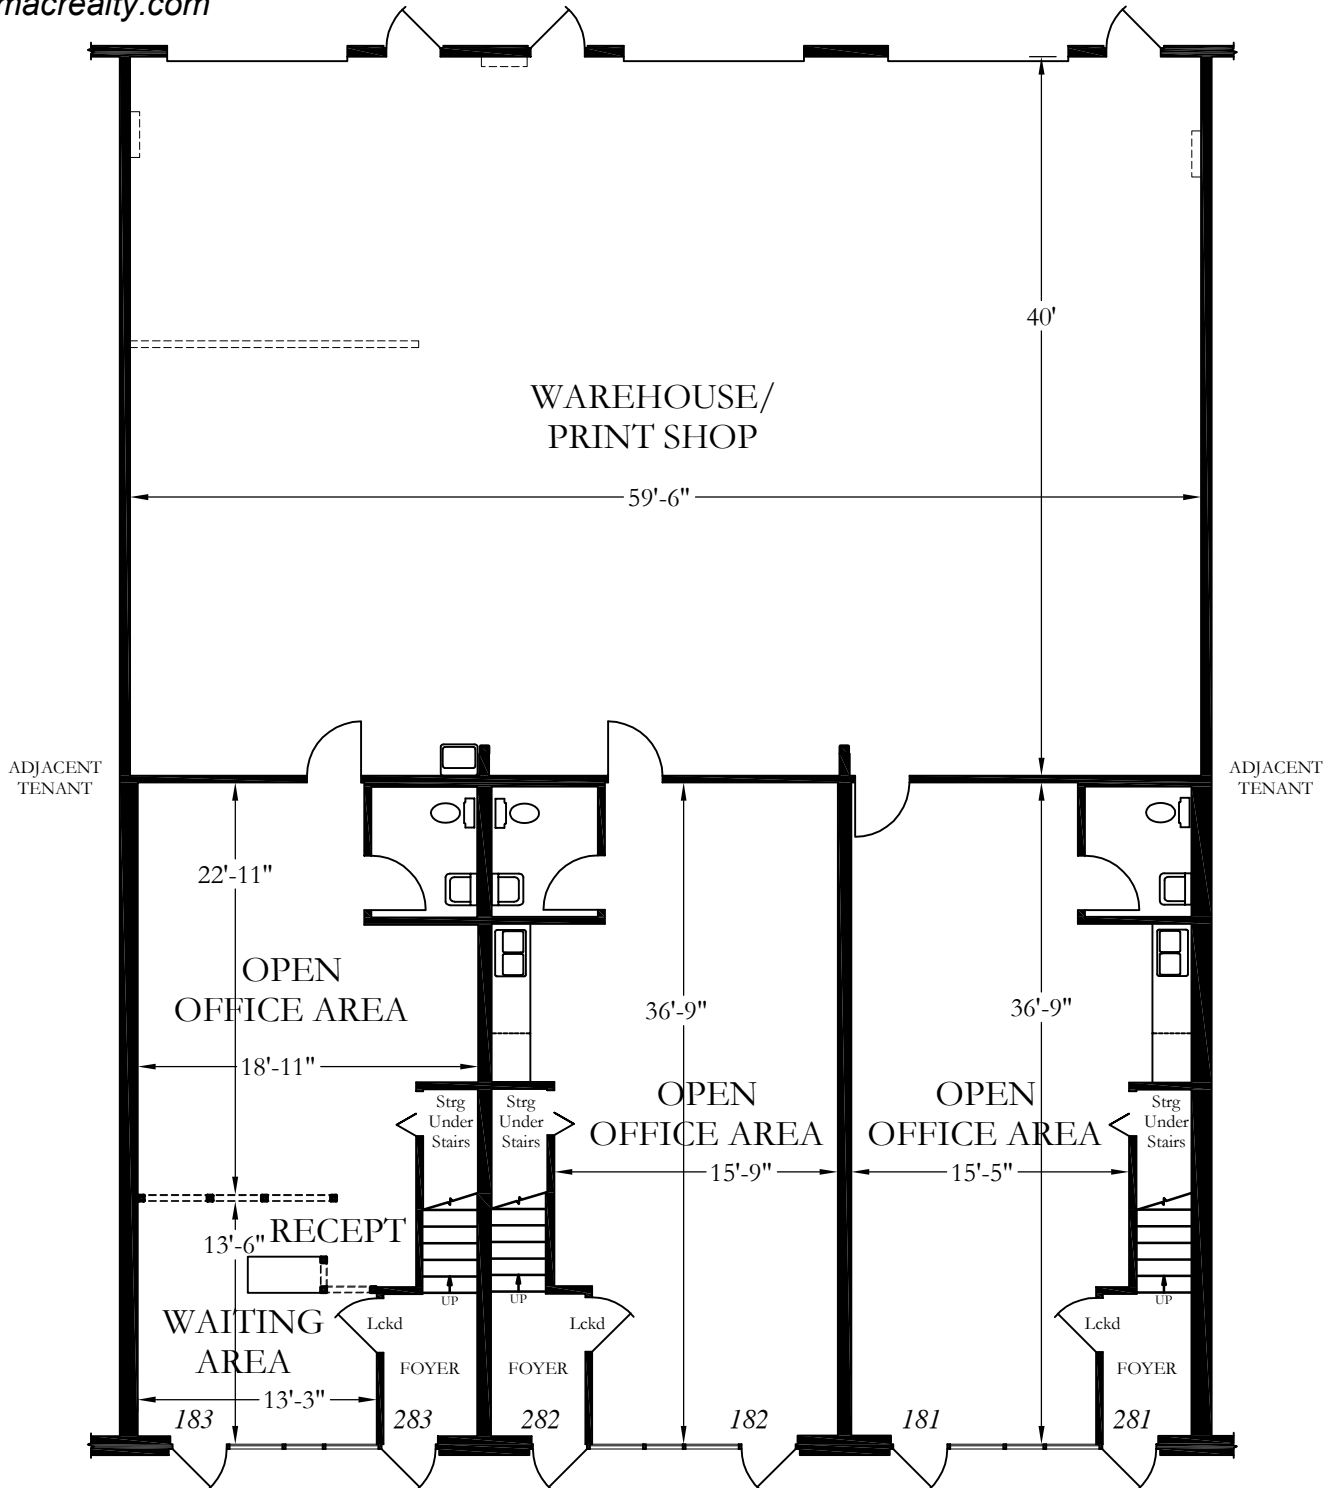 macrealty.com
40'
WAREHOUSE/
PRINT SHOP
59'-6"
ADJACENT
TENANT
ADJACENT
TENANT
22'-11"
OPEN
OFFICE AREA
36'-9"
36'-9"
18'-11"
OPEN
OFFICE AREA
OPEN
OFFICE AREA
Strg
Under
Stairs
Strg
Under
Stairs
Strg
Under
Stairs
15'-9"
15'-5"
RECEPT
13'-6"
UP
UP
UP
WAITING
AREA
Lckd
Lckd
Lckd
FOYER
FOYER
FOYER
13'-3"
183
283
282
182
181
281